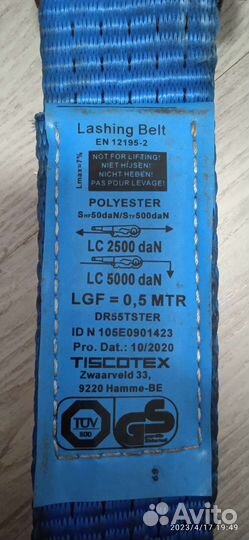 Lashing Belt
EN 12195-2
Lmax=7%
NOT FOR LIFTING!
NIET HIJSEN!
NICHT HEBEN!
PAS POUR LEVAGE!
POLYESTER
SHF50daN/STF500daN
LC 2500 daN
LC 5000 daN
LGF = 0,5 MTR
DR55TSTER
ID N 105E0901423
Pro. Dat.: 10/2020
TISCOTEX
Zwaarveld 33,
9220 Hamme-BE
TÜV
GS
geprüfte
Sicherheit
Avito
2023/4/17 19:49